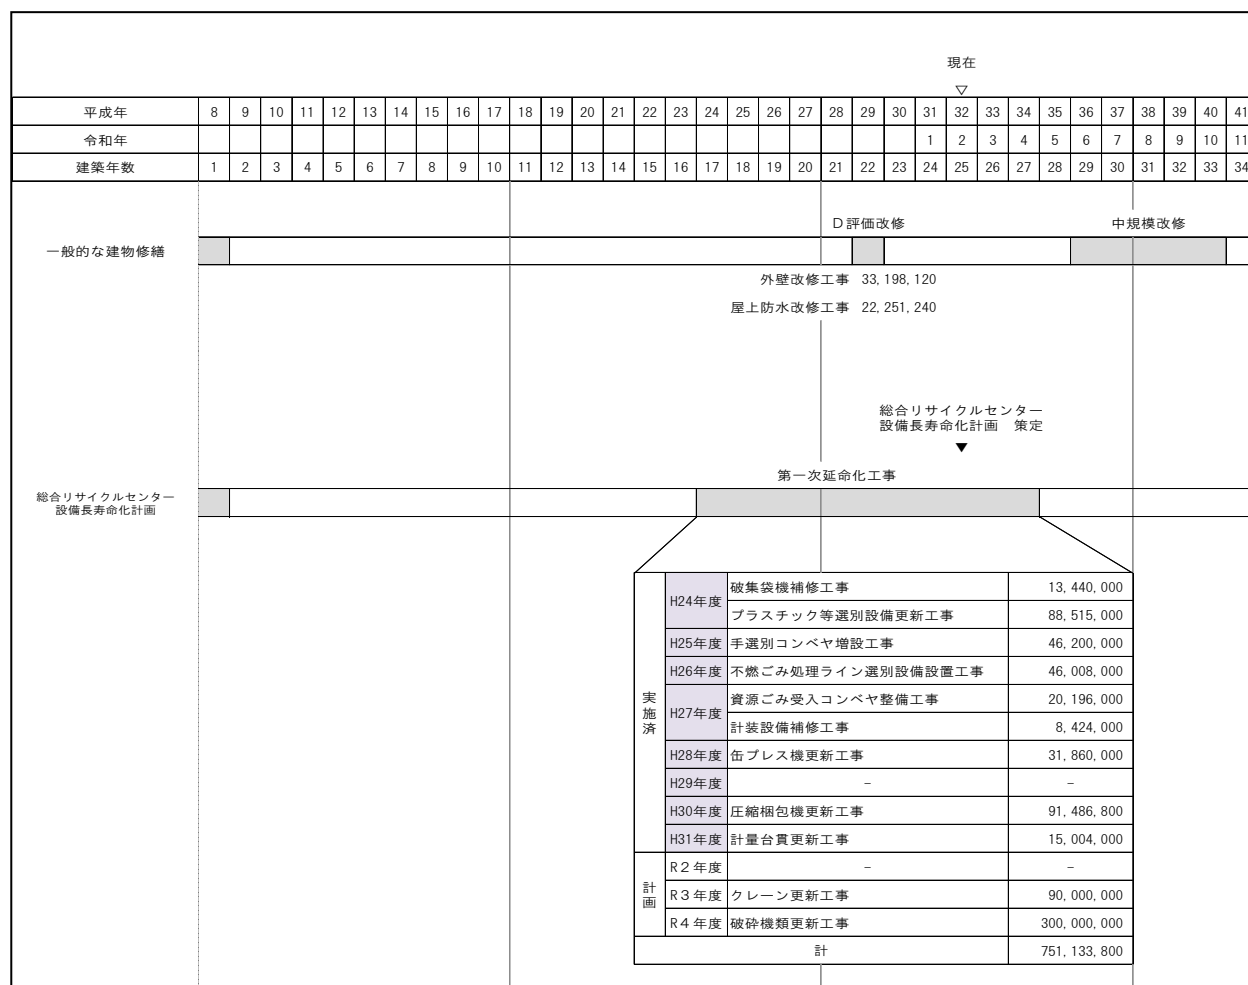 現在
▽
平成年 8 9 10 11 12 13 14 15 16 17 18 19 20 21 22 23 24 25 26 27 28 29 30 31 32 33 34 35 36 37 38 39 40 41
令和年 1 2 3 4 5 6 7 8 9 10 11
建築年数 1 2 3 4 5 6 7 8 9 10 11 12 13 14 15 16 17 18 19 20 21 22 23 24 25 26 27 28 29 30 31 32 33 34
D評価改修 中規模改修
一般的な建物修繕
外壁改修工事 33,198,120
屋上防水改修工事 22,251,240
総合リサイクルセンター
設備長寿命化計画 策定
▼
第一次延命化工事
総合リサイクルセンター
設備長寿命化計画
実施済
H24年度 破集袋機補修工事 13,440,000
プラスチック等選別設備更新工事 88,515,000
H25年度 手選別コンベヤ増設工事 46,200,000
H26年度 不燃ごみ処理ライン選別設備設置工事 46,008,000
H27年度 資源ごみ受入コンベヤ整備工事 20,196,000
計装設備補修工事 8,424,000
H28年度 缶プレス機更新工事 31,860,000
H29年度 － －
H30年度 圧縮梱包機更新工事 91,486,800
H31年度 計量台貫更新工事 15,004,000
計画
R２年度 － －
R３年度 クレーン更新工事 90,000,000
R４年度 破砕機類更新工事 300,000,000
計 751,133,800